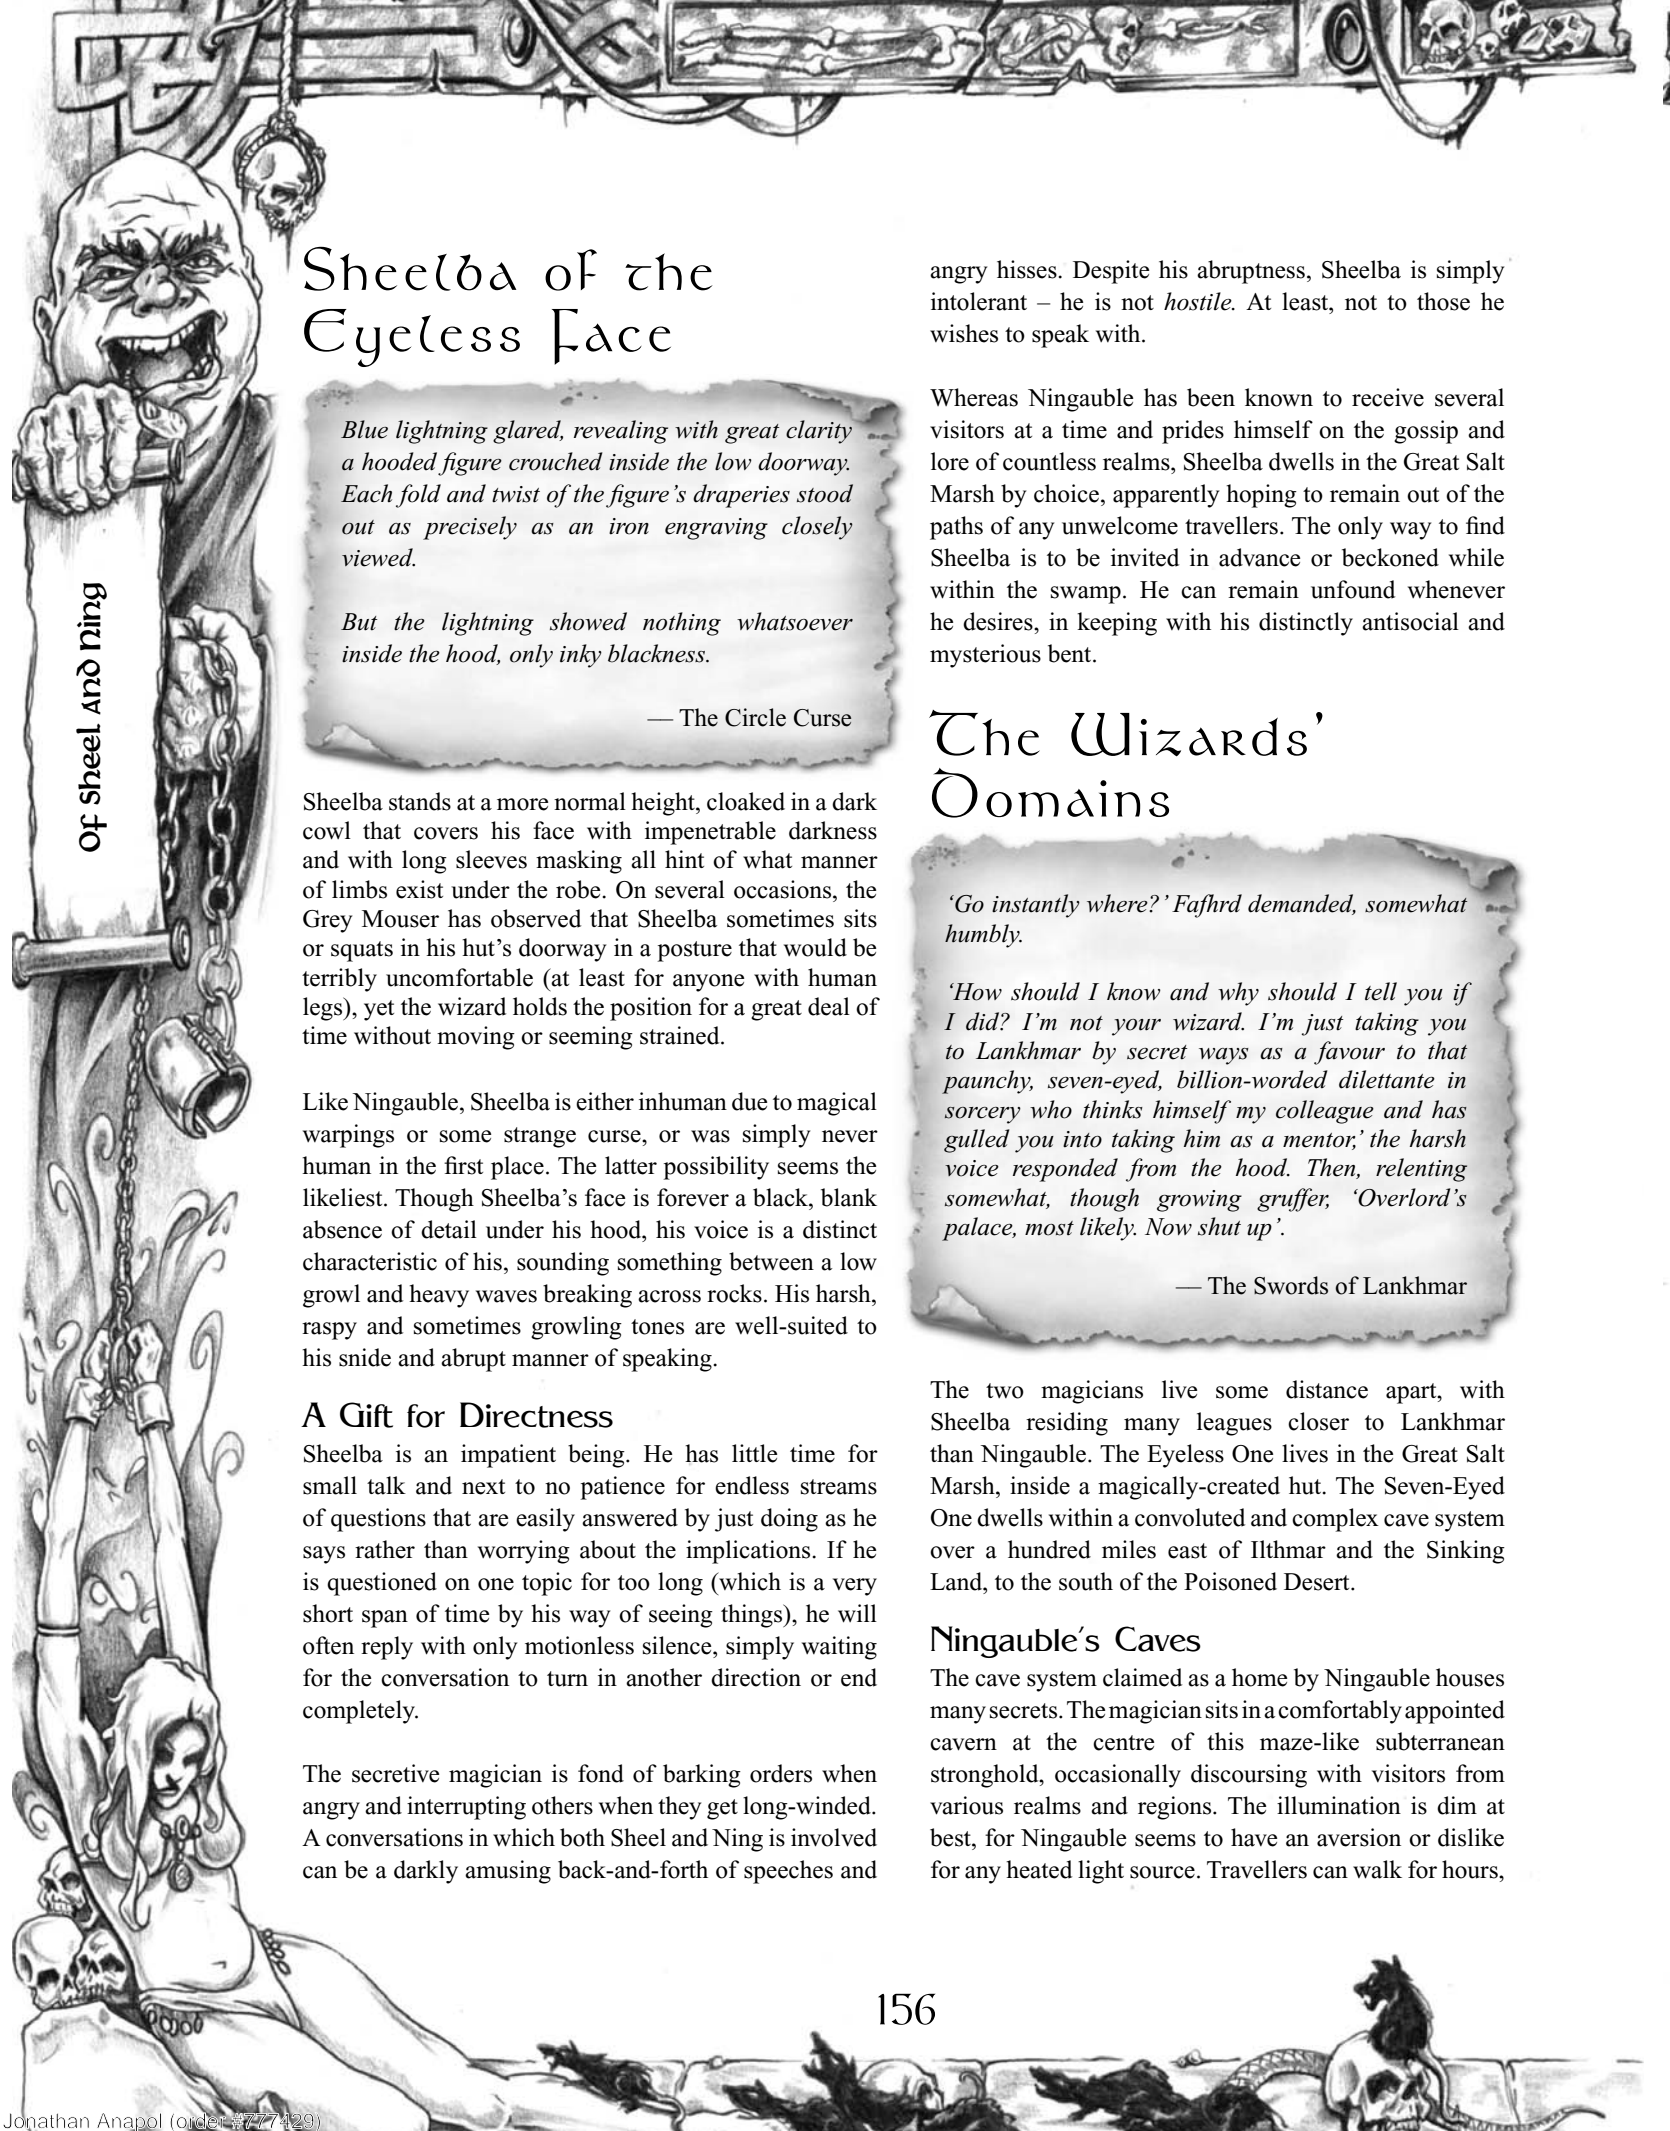 Of Sheel And Ning
Sheelba of the
Eyeless Face
Blue lightning glared, revealing with great clarity
a hooded figure crouched inside the low doorway.
Each fold and twist of the figure's draperies stood
out as precisely as an iron engraving closely
viewed.
But the lightning showed nothing whatsoever
inside the hood, only inky blackness.
— The Circle Curse
Sheelba stands at a more normal height, cloaked in a dark
cowl that covers his face with impenetrable darkness
and with long sleeves masking all hint of what manner
of limbs exist under the robe. On several occasions, the
Grey Mouser has observed that Sheelba sometimes sits
or squats in his hut's doorway in a posture that would be
terribly uncomfortable (at least for anyone with human
legs), yet the wizard holds the position for a great deal of
time without moving or seeming strained.
Like Ningauble, Sheelba is either inhuman due to magical
warpings or some strange curse, or was simply never
human in the first place. The latter possibility seems the
likeliest. Though Sheelba's face is forever a black, blank
absence of detail under his hood, his voice is a distinct
characteristic of his, sounding something between a low
growl and heavy waves breaking across rocks. His harsh,
raspy and sometimes growling tones are well-suited to
his snide and abrupt manner of speaking.
A Gift for Directness
Sheelba is an impatient being. He has little time for
small talk and next to no patience for endless streams
of questions that are easily answered by just doing as he
says rather than worrying about the implications. If he
is questioned on one topic for too long (which is a very
short span of time by his way of seeing things), he will
often reply with only motionless silence, simply waiting
for the conversation to turn in another direction or end
completely.
The secretive magician is fond of barking orders when
angry and interrupting others when they get long-winded.
A conversations in which both Sheel and Ning is involved
can be a darkly amusing back-and-forth of speeches and
angry hisses. Despite his abruptness, Sheelba is simply
intolerant – he is not hostile. At least, not to those he
wishes to speak with.
Whereas Ningauble has been known to receive several
visitors at a time and prides himself on the gossip and
lore of countless realms, Sheelba dwells in the Great Salt
Marsh by choice, apparently hoping to remain out of the
paths of any unwelcome travellers. The only way to find
Sheelba is to be invited in advance or beckoned while
within the swamp. He can remain unfound whenever
he desires, in keeping with his distinctly antisocial and
mysterious bent.
The Wizards'
Domains
'Go instantly where?' Fafhrd demanded, somewhat
humbly.
'How should I know and why should I tell you if
I did? I'm not your wizard. I'm just taking you
to Lankhmar by secret ways as a favour to that
paunchy, seven-eyed, billion-worded dilettante in
sorcery who thinks himself my colleague and has
gulled you into taking him as a mentor,' the harsh
voice responded from the hood. Then, relenting
somewhat, though growing gruffer, 'Overlord's
palace, most likely. Now shut up'.
— The Swords of Lankhmar
The two magicians live some distance apart, with
Sheelba residing many leagues closer to Lankhmar
than Ningauble. The Eyeless One lives in the Great Salt
Marsh, inside a magically-created hut. The Seven-Eyed
One dwells within a convoluted and complex cave system
over a hundred miles east of Ilthmar and the Sinking
Land, to the south of the Poisoned Desert.
Ningauble's Caves
The cave system claimed as a home by Ningauble houses
many secrets. The magician sits in a comfortably appointed
cavern at the centre of this maze-like subterranean
stronghold, occasionally discoursing with visitors from
various realms and regions. The illumination is dim at
best, for Ningauble seems to have an aversion or dislike
for any heated light source. Travellers can walk for hours,
156
Jonathan Anapol (order #777429)